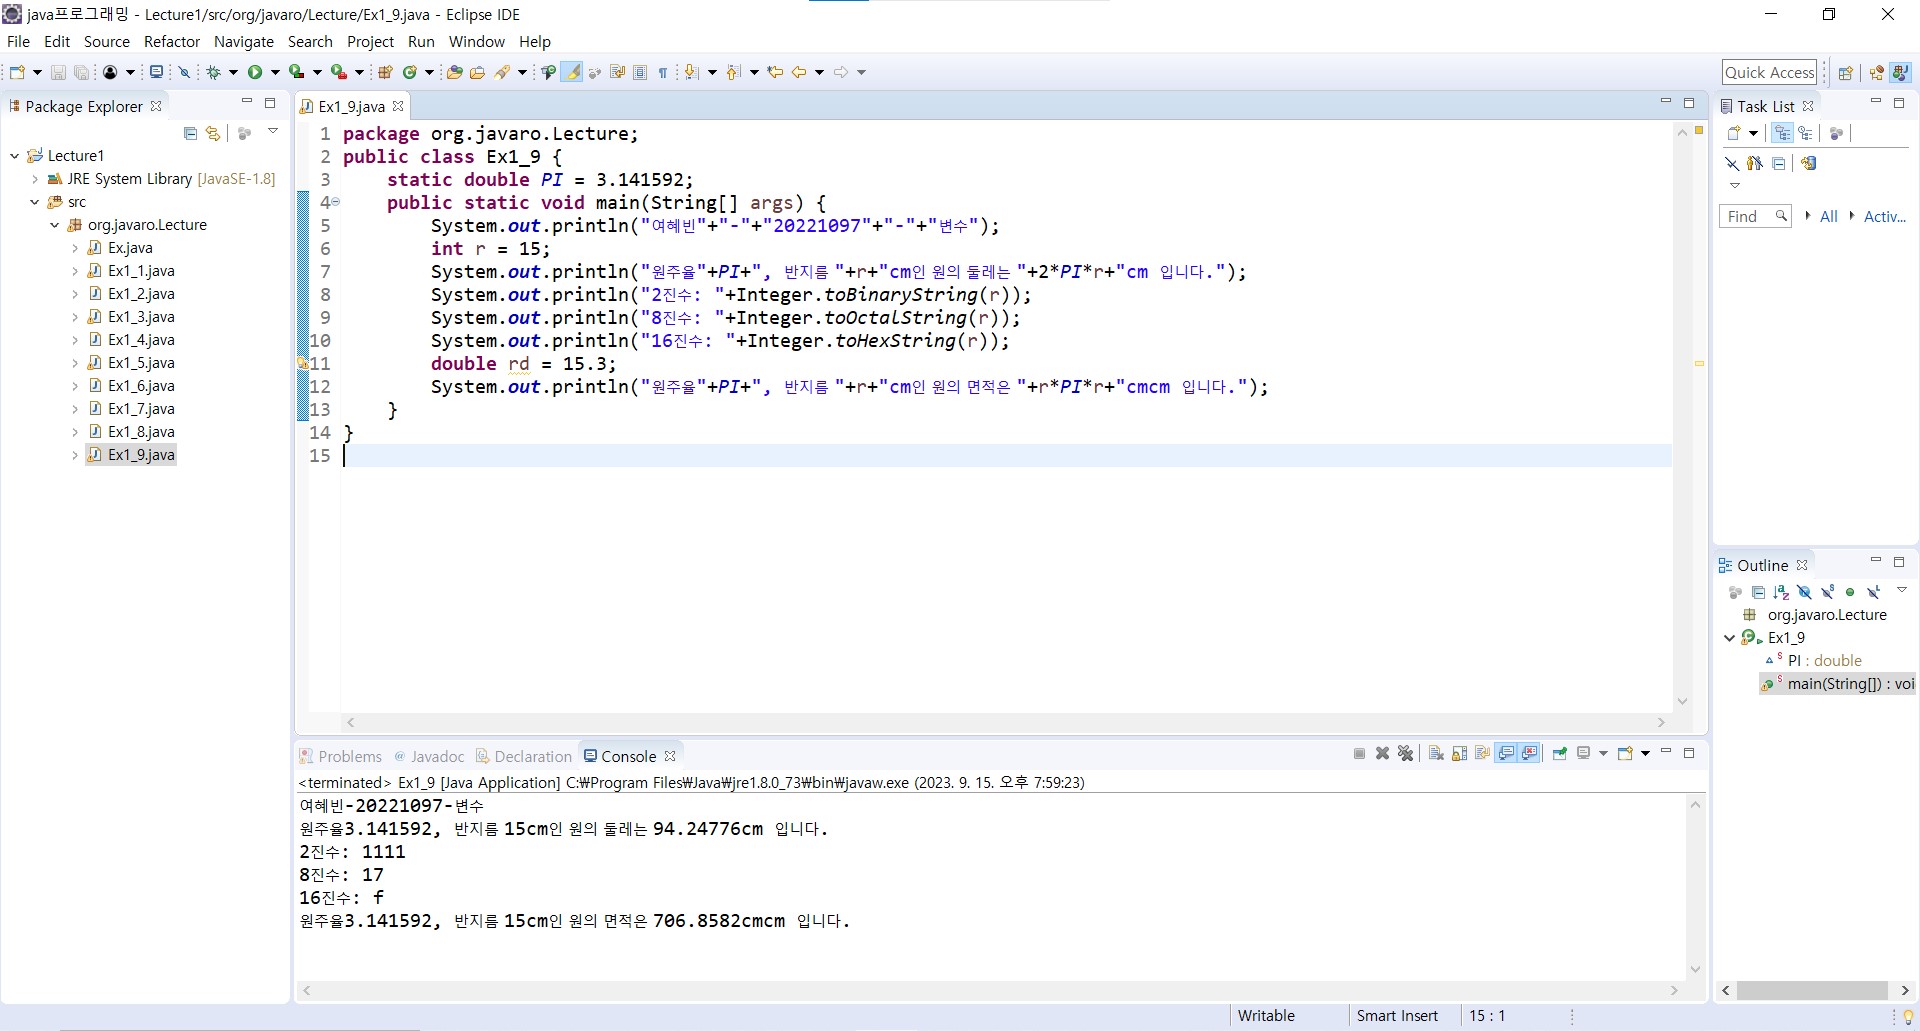 java프로그래밍 - Lecture1/src/org/javaro/Lecture/Ex1_9.java - Eclipse IDE
File Edit Source Refactor Navigate Search Project Run Window Help
Quick Access
Package Explorer
Lecture1
JRE System Library [JavaSE-1.8]
src
org.javaro.Lecture
Ex.java
Ex1_1.java
Ex1_2.java
Ex1_3.java
Ex1_4.java
Ex1_5.java
Ex1_6.java
Ex1_7.java
Ex1_8.java
Ex1_9.java
Ex1_9.java
1 package org.javaro.Lecture;
2 public class Ex1_9 {
3 static double PI = 3.141592;
4 public static void main(String[] args) {
5 System.out.println("여혜빈"+"-"+"20221097"+"-"+"변수");
6 int r = 15;
7 System.out.println("원주율"+PI+", 반지름 "+r+"cm인 원의 둘레는 "+2*PI*r+"cm 입니다.");
8 System.out.println("2진수: "+Integer.toBinaryString(r));
9 System.out.println("8진수: "+Integer.toOctalString(r));
10 System.out.println("16진수: "+Integer.toHexString(r));
11 double rd = 15.3;
12 System.out.println("원주율"+PI+", 반지름 "+r+"cm인 원의 면적은 "+r*PI*r+"cmcm 입니다.");
13 }
14 }
15
Task List
Find All Activ...
Outline
org.javaro.Lecture
Ex1_9
PI : double
main(String[]) : voi
Problems Javadoc Declaration Console
<terminated> Ex1_9 [Java Application] C:₩Program Files₩Java₩jre1.8.0_73₩bin₩javaw.exe (2023. 9. 15. 오후 7:59:23)
여혜빈-20221097-변수
원주율3.141592, 반지름 15cm인 원의 둘레는 94.24776cm 입니다.
2진수: 1111
8진수: 17
16진수: f
원주율3.141592, 반지름 15cm인 원의 면적은 706.8582cmcm 입니다.
Writable Smart Insert 15 : 1